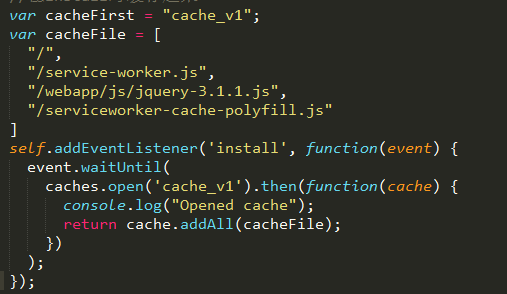 var cacheFirst = "cache_v1";
var cacheFile = [
  "/",
  "/service-worker.js",
  "/webapp/js/jquery-3.1.1.js",
  "/serviceworker-cache-polyfill.js"
]
self.addEventListener('install', function(event) {
  event.waitUntil(
    caches.open('cache_v1').then(function(cache) {
      console.log("Opened cache");
      return cache.addAll(cacheFile);
    })
  );
});